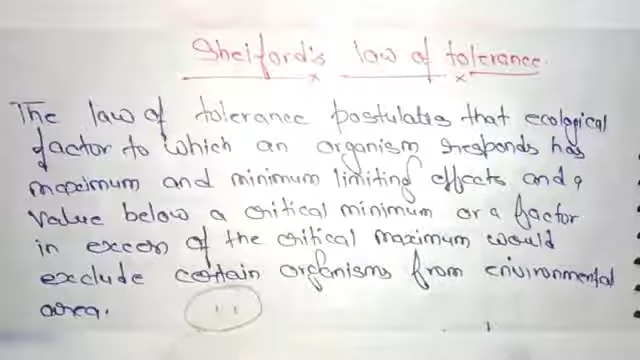 Shelford's law of tolerance.
The law of tolerance postulates that ecological
factor to which an organism responds has
maximum and minimum limiting effects and a
value below a critical minimum or a factor
in excess of the critical maximum would
exclude certain organisms from environmental
area.